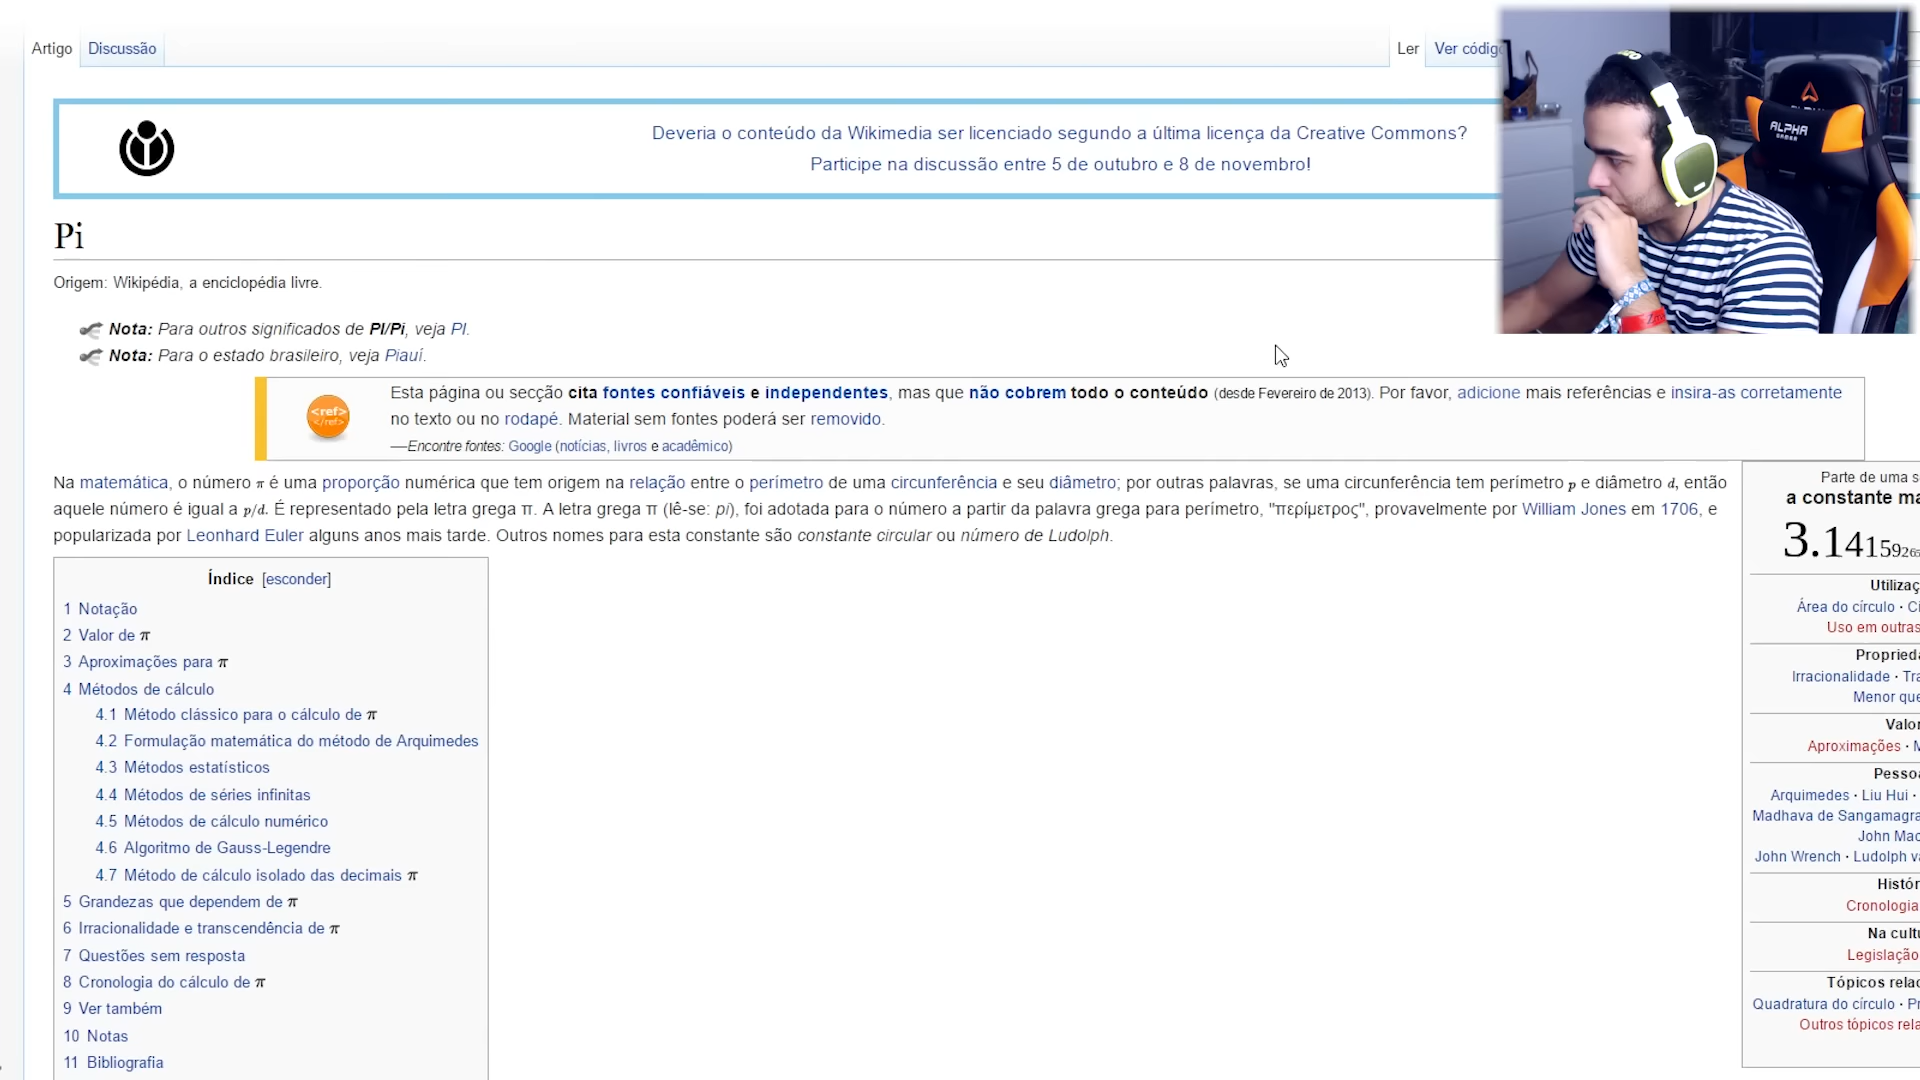 Artigo
Discussão
Ler
Ver códig
Deveria o conteúdo da Wikimedia ser licenciado segundo a última licença da Creative Commons?
Participe na discussão entre 5 de outubro e 8 de novembro!
ALPHA
GAMER
Pi
Origem: Wikipédia, a enciclopédia livre.
Nota: Para outros significados de PI/Pi, veja PI.
Nota: Para o estado brasileiro, veja Piauí.
<ref>
</ref>
Esta página ou secção cita fontes confiáveis e independentes, mas que não cobrem todo o conteúdo (desde Fevereiro de 2013). Por favor, adicione mais referências e insira-as corretamente
no texto ou no rodapé. Material sem fontes poderá ser removido.
—Encontre fontes: Google (notícias, livros e acadêmico)
Na matemática, o número π é uma proporção numérica que tem origem na relação entre o perímetro de uma circunferência e seu diâmetro; por outras palavras, se uma circunferência tem perímetro p e diâmetro d, então
aquele número é igual a p/d. É representado pela letra grega π. A letra grega π (lê-se: pi), foi adotada para o número a partir da palavra grega para perímetro, "περίμετρος", provavelmente por William Jones em 1706, e
popularizada por Leonhard Euler alguns anos mais tarde. Outros nomes para esta constante são constante circular ou número de Ludolph.
Índice [esconder]
1 Notação
2 Valor de π
3 Aproximações para π
4 Métodos de cálculo
4.1 Método clássico para o cálculo de π
4.2 Formulação matemática do método de Arquimedes
4.3 Métodos estatísticos
4.4 Métodos de séries infinitas
4.5 Métodos de cálculo numérico
4.6 Algoritmo de Gauss-Legendre
4.7 Método de cálculo isolado das decimais π
5 Grandezas que dependem de π
6 Irracionalidade e transcendência de π
7 Questões sem resposta
8 Cronologia do cálculo de π
9 Ver também
10 Notas
11 Bibliografia
Parte de uma s
a constante ma
3.14159265
Utilizaç
Área do círculo · Ci
Uso em outras
Propried
Irracionalidade · Tra
Menor que
Valor
Aproximações · M
Pesso
Arquimedes · Liu Hui ·
Madhava de Sangamagra
John Mac
John Wrench · Ludolph va
Histór
Cronologia
Na cultu
Legislação
Tópicos relac
Quadratura do círculo · Pr
Outros tópicos rela